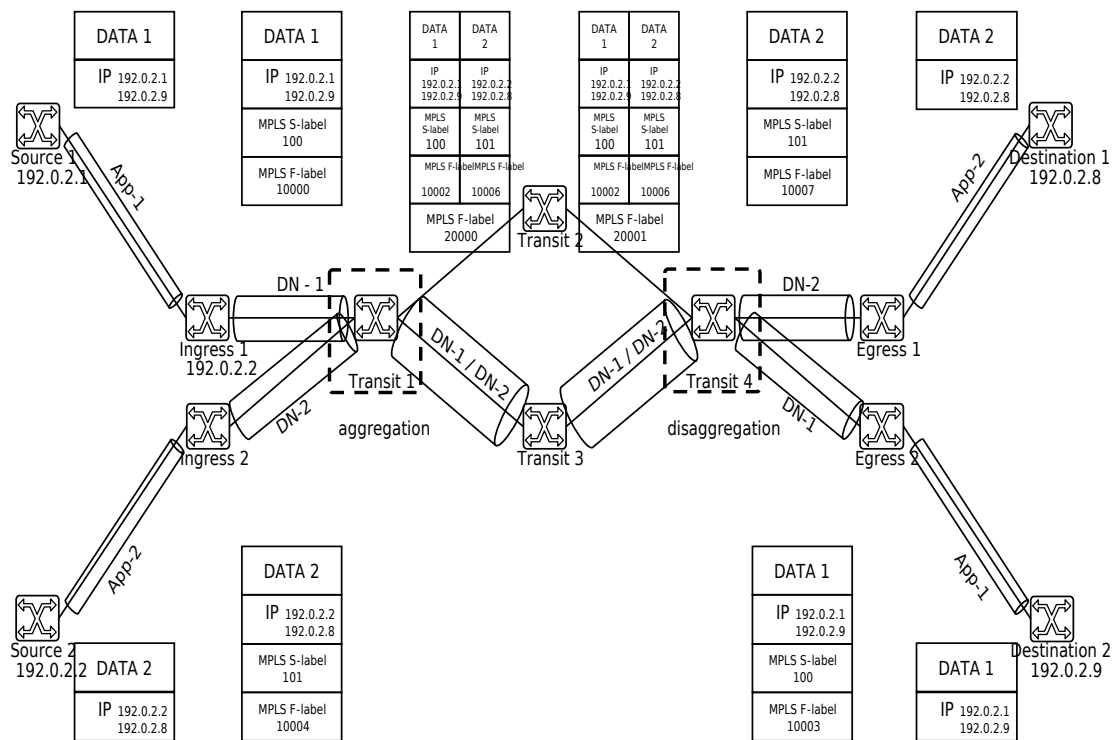 DATA 1
IP 192.0.2.1
192.0.2.9
DATA 1
IP 192.0.2.1
192.0.2.9
MPLS S-label
100
MPLS F-label
10000
DATA
1
DATA
2
IP
192.0.2.1
192.0.2.9
IP
192.0.2.2
192.0.2.8
MPLS
S-label
100
MPLS
S-label
101
MPLS F-label
10002
MPLS F-label
10006
MPLS F-label
20000
DATA
1
DATA
2
IP
192.0.2.1
192.0.2.9
IP
192.0.2.2
192.0.2.8
MPLS
S-label
100
MPLS
S-label
101
MPLS F-label
10002
MPLS F-label
10006
MPLS F-label
20001
DATA 2
IP 192.0.2.2
192.0.2.8
MPLS S-label
101
MPLS F-label
10007
DATA 2
IP 192.0.2.2
192.0.2.8
Source 1
192.0.2.1
App-1
Destination 1
192.0.2.8
App-2
Transit 2
DN - 1
Ingress 1
192.0.2.2
Transit 1
DN-1 / DN-2
DN-1 / DN-2
Transit 4
DN-2
Egress 1
DN-2
aggregation
Transit 3
disaggregation
DN-1
Ingress 2
Egress 2
App-2
App-1
Source 2
192.0.2.2
Destination 2
192.0.2.9
DATA 2
IP 192.0.2.2
192.0.2.8
DATA 2
IP 192.0.2.2
192.0.2.8
MPLS S-label
101
MPLS F-label
10004
DATA 1
IP 192.0.2.1
192.0.2.9
MPLS S-label
100
MPLS F-label
10003
DATA 1
IP 192.0.2.1
192.0.2.9